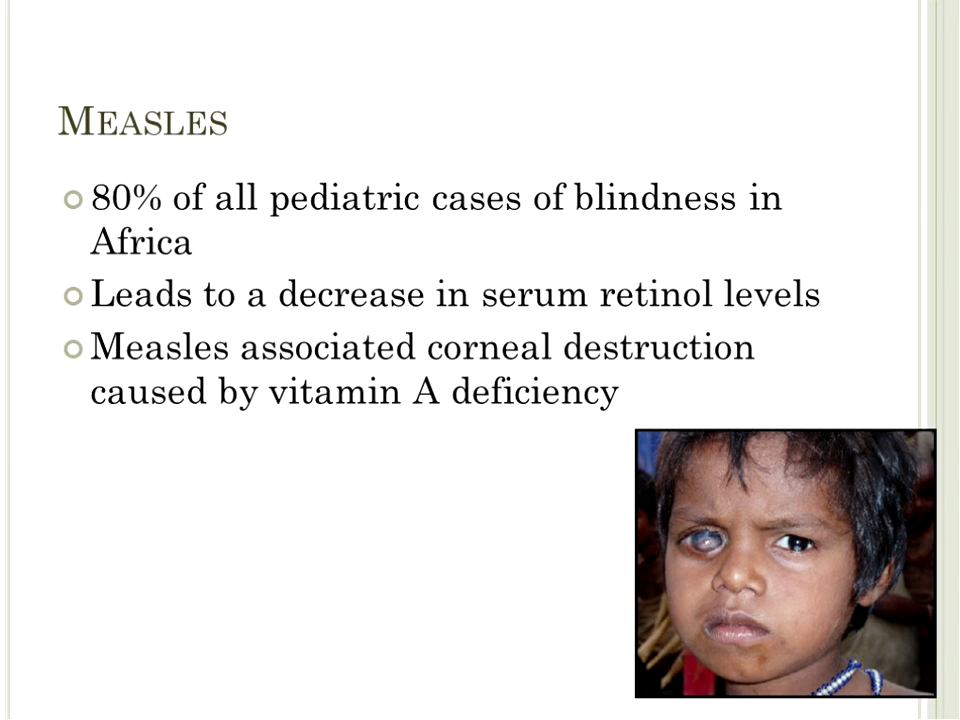 MEASLES
80% of all pediatric cases of blindness in
Africa
Leads to a decrease in serum retinol levels
Measles associated corneal destruction
caused by vitamin A deficiency